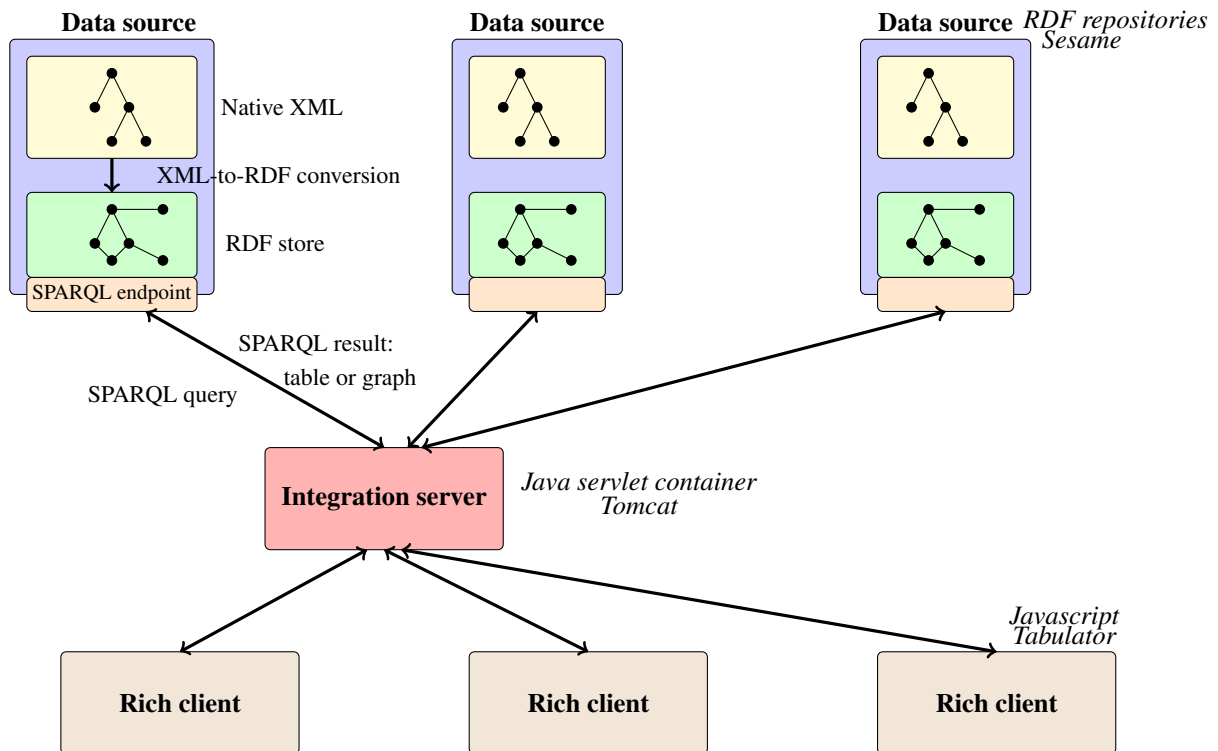 Data source
Data source
Data source
RDF repositories
Sesame
Native XML
XML-to-RDF conversion
RDF store
SPARQL endpoint
SPARQL result:
table or graph
SPARQL query
Integration server
Java servlet container
Tomcat
Javascript
Tabulator
Rich client
Rich client
Rich client